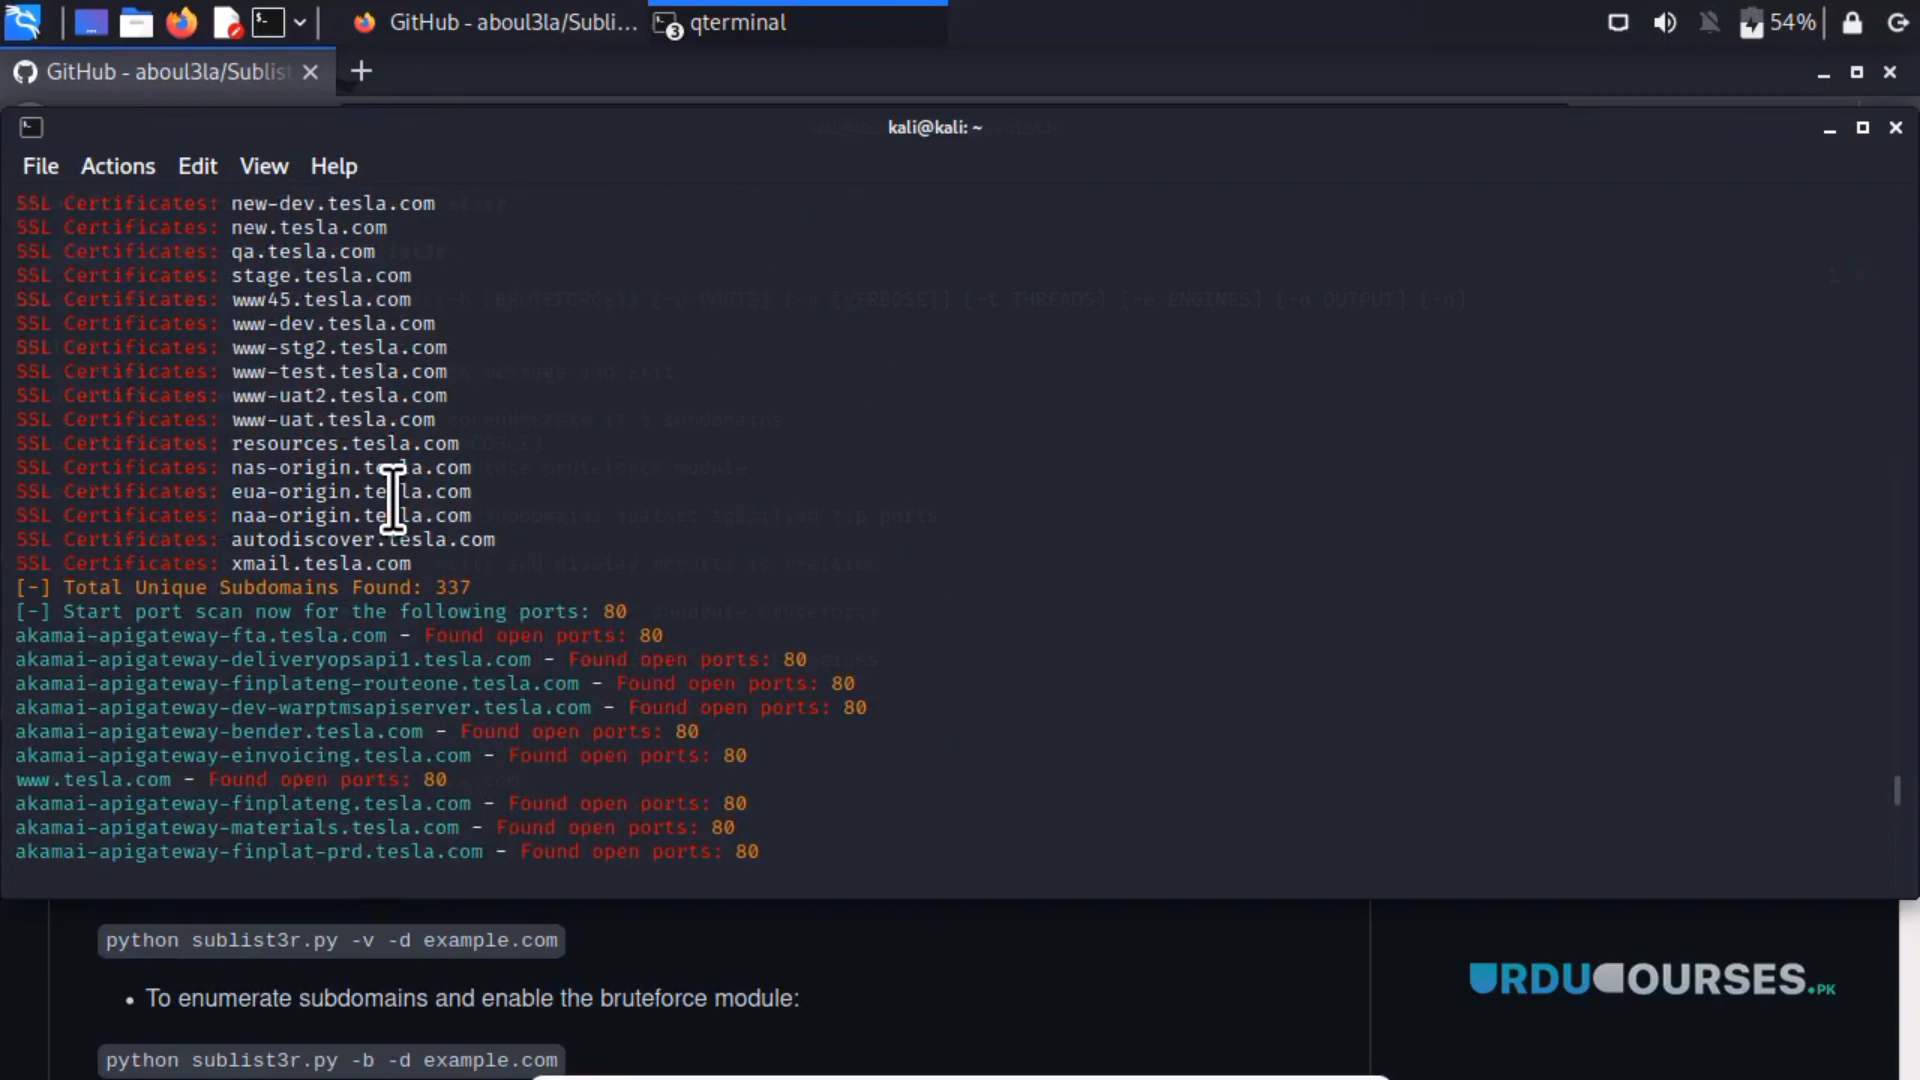 GitHub - aboul3la/Subli...
3
qterminal
54%
GitHub - aboul3la/Sublist
kali@kali: ~
File Actions Edit View Help
SSL Certificates: new-dev.tesla.com
SSL Certificates: new.tesla.com
SSL Certificates: qa.tesla.com
SSL Certificates: stage.tesla.com
SSL Certificates: www45.tesla.com
SSL Certificates: www-dev.tesla.com
SSL Certificates: www-stg2.tesla.com
SSL Certificates: www-test.tesla.com
SSL Certificates: www-uat2.tesla.com
SSL Certificates: www-uat.tesla.com
SSL Certificates: resources.tesla.com
SSL Certificates: nas-origin.tesla.com
SSL Certificates: eua-origin.tesla.com
SSL Certificates: naa-origin.tesla.com
SSL Certificates: autodiscover.tesla.com
SSL Certificates: xmail.tesla.com
[-] Total Unique Subdomains Found: 337
[-] Start port scan now for the following ports: 80
akamai-apigateway-fta.tesla.com - Found open ports: 80
akamai-apigateway-deliveryopsapi1.tesla.com - Found open ports: 80
akamai-apigateway-finplateng-routeone.tesla.com - Found open ports: 80
akamai-apigateway-dev-warptmsapiserver.tesla.com - Found open ports: 80
akamai-apigateway-bender.tesla.com - Found open ports: 80
akamai-apigateway-einvoicing.tesla.com - Found open ports: 80
www.tesla.com - Found open ports: 80
akamai-apigateway-finplateng.tesla.com - Found open ports: 80
akamai-apigateway-materials.tesla.com - Found open ports: 80
akamai-apigateway-finplat-prd.tesla.com - Found open ports: 80
python sublist3r.py -v -d example.com
• To enumerate subdomains and enable the bruteforce module:
python sublist3r.py -b -d example.com
URDUCOURSES.PK